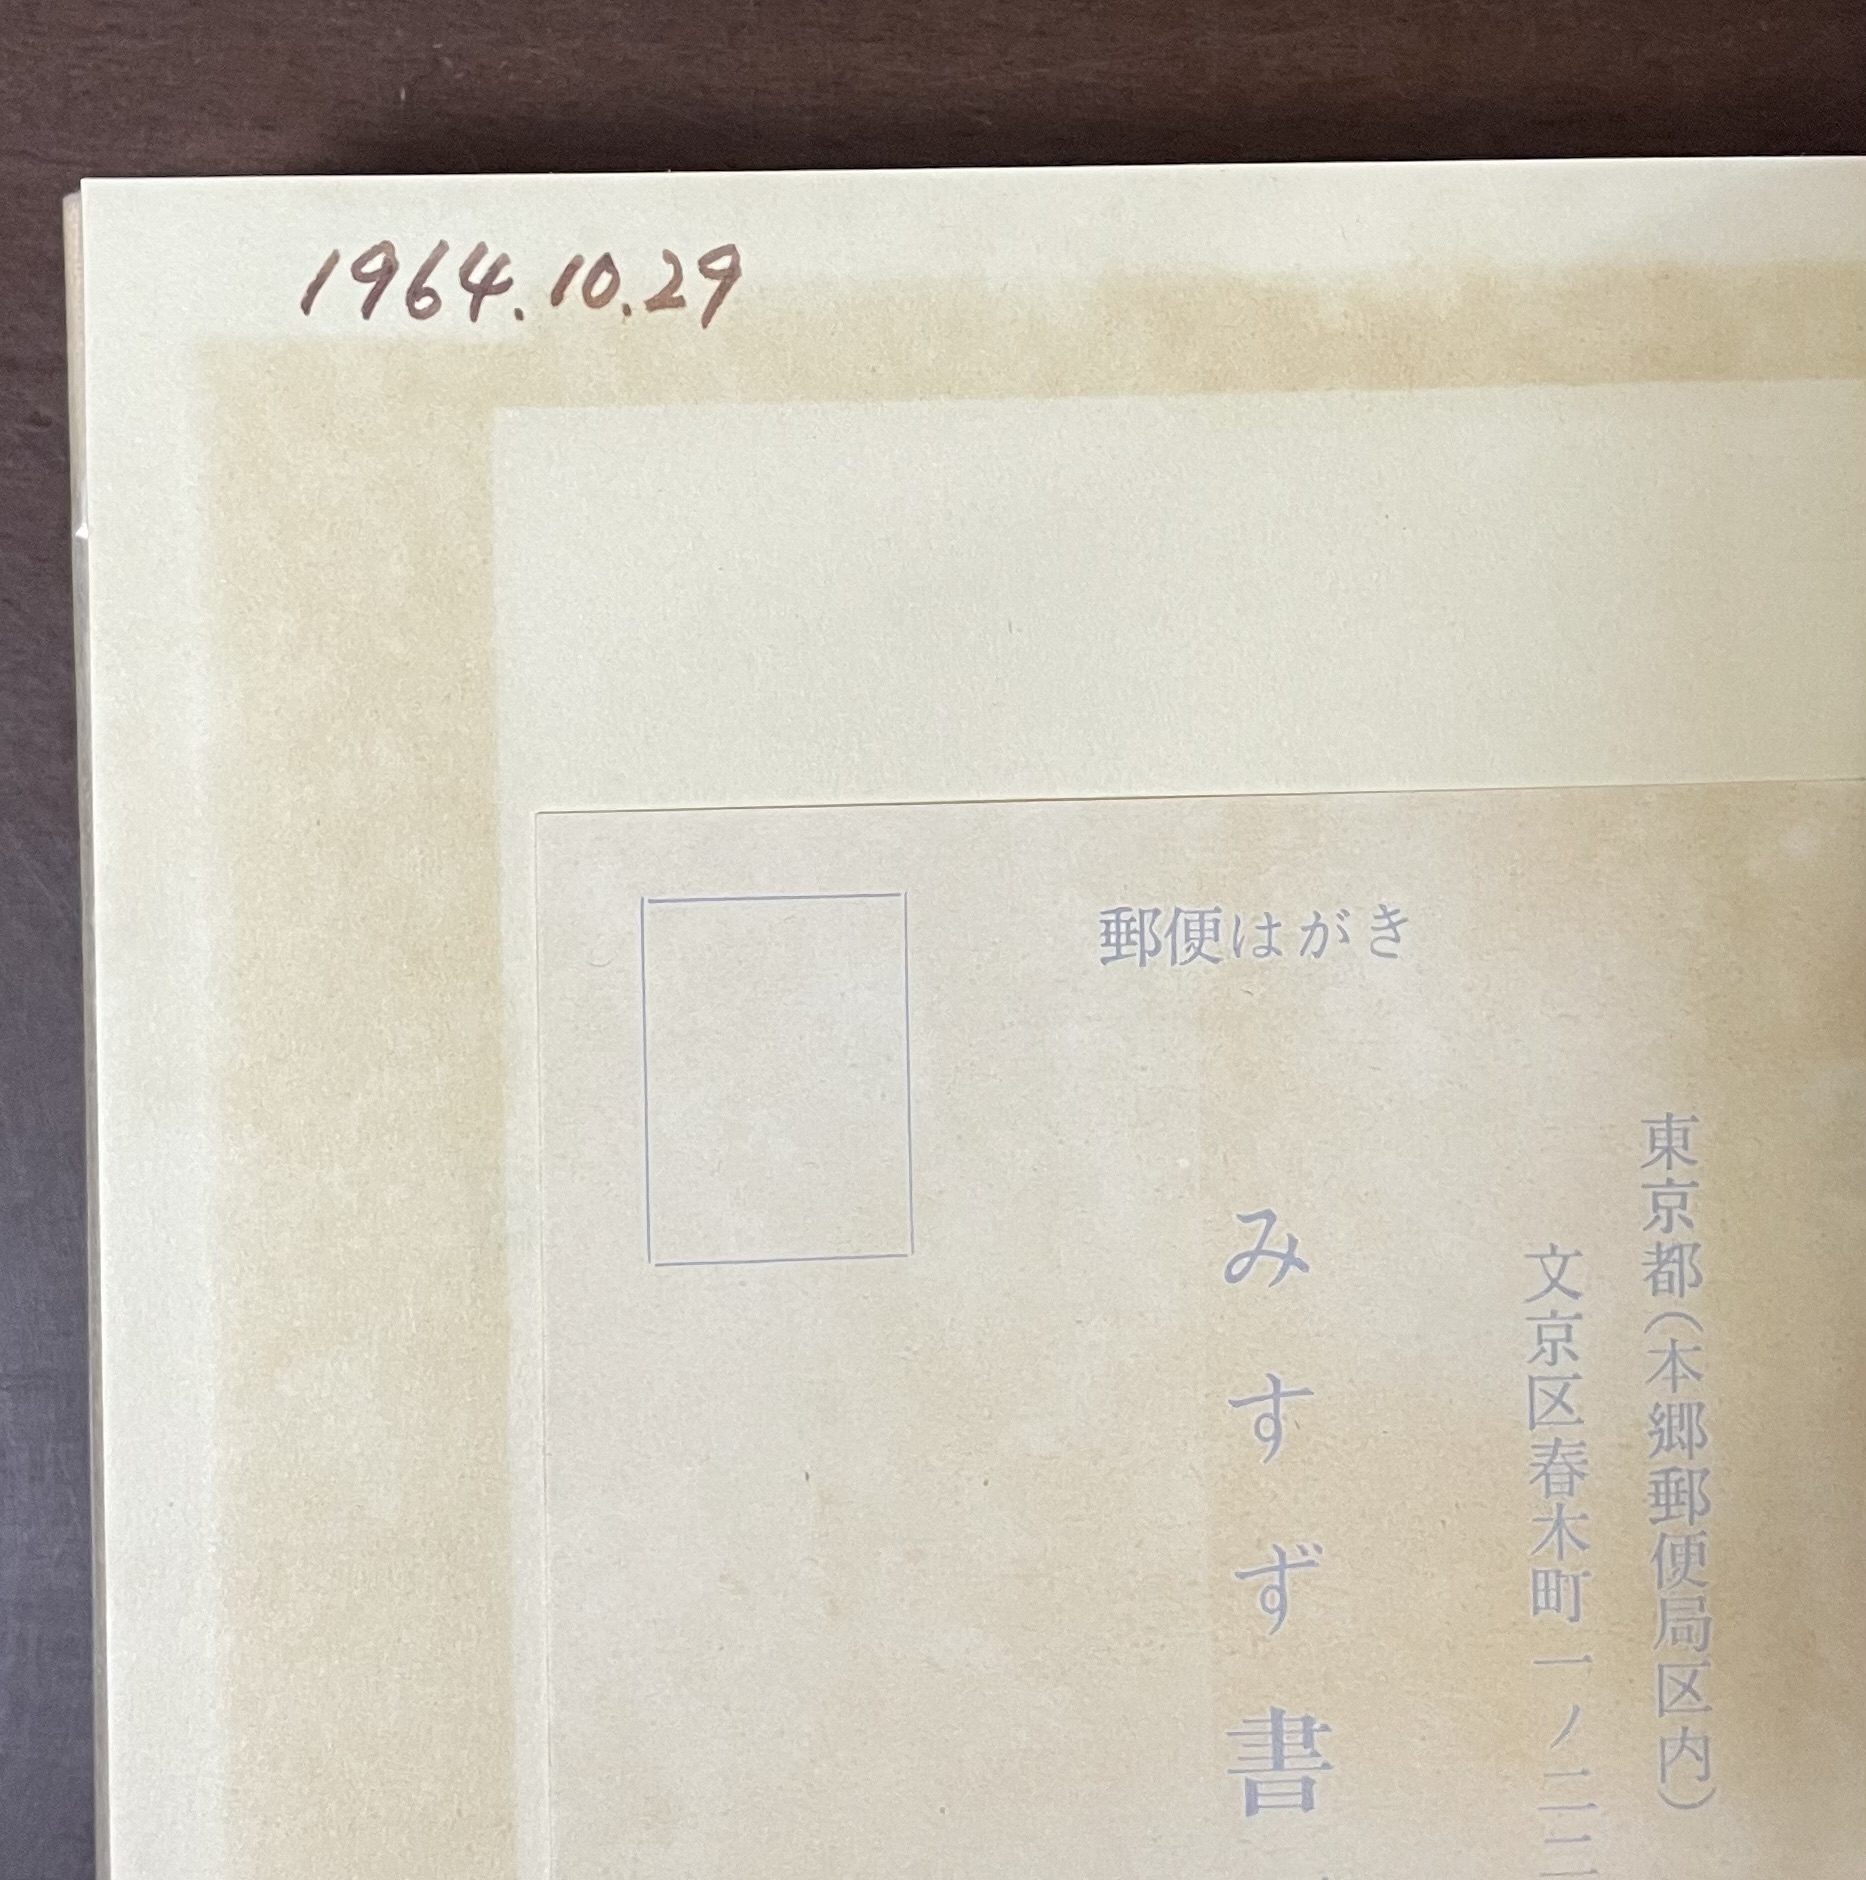 1964.10.29
郵便はがき
東京都(本郷郵便局区内)
文京区春木町一ノ二二
みすず書